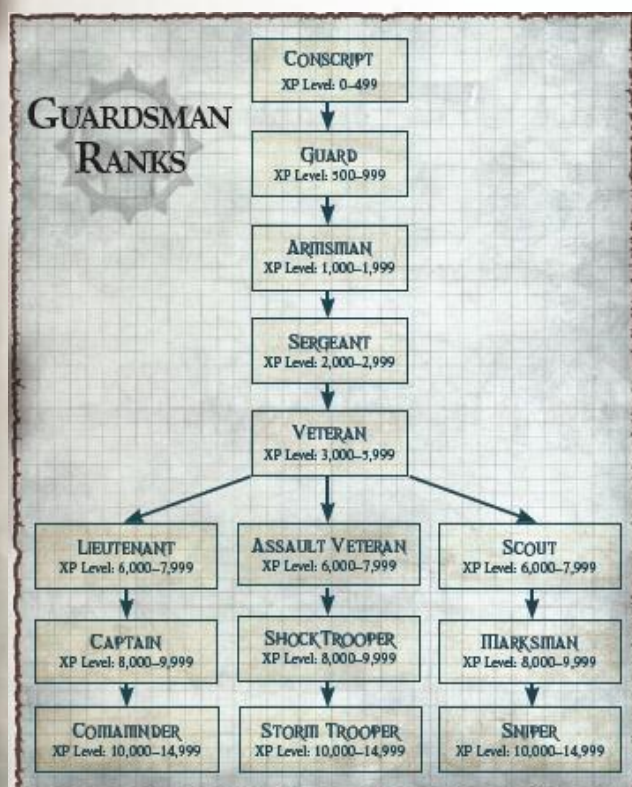 GUARDSMAN
RANKS
CONSCRIPT
XP Level: 0–499
GUARD
XP Level: 500–999
ARMSMAN
XP Level: 1,000–1,999
SERGEANT
XP Level: 2,000–2,999
VETERAN
XP Level: 3,000–5,999
LIEUTENANT
XP Level: 6,000–7,999
ASSAULT VETERAN
XP Level: 6,000–7,999
SCOUT
XP Level: 6,000–7,999
CAPTAIN
XP Level: 8,000–9,999
SHOCK TROOPER
XP Level: 8,000–9,999
MARKSMAN
XP Level: 8,000–9,999
COMAMNDER
XP Level: 10,000–14,999
STORM TROOPER
XP Level: 10,000–14,999
SNIPER
XP Level: 10,000–14,999